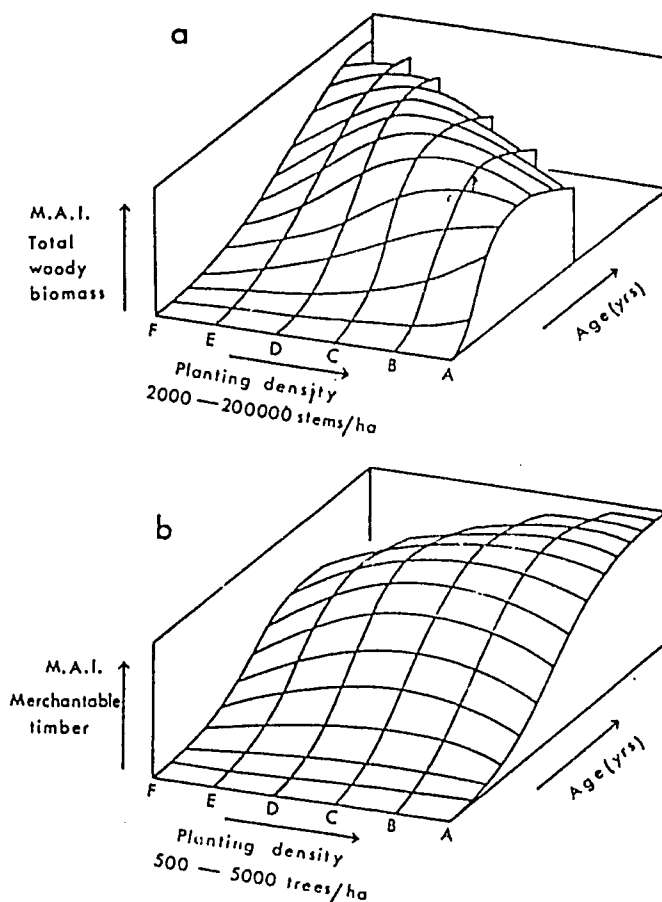 a
M.A.I.
Total
woody
biomass
F E D C B A
Planting density
2000 — 200000 stems/ha
Age (yrs)
b
M.A.I.
Merchantable
timber
F E D C B A
Planting density
500 — 5000 trees/ha
Age (yrs)